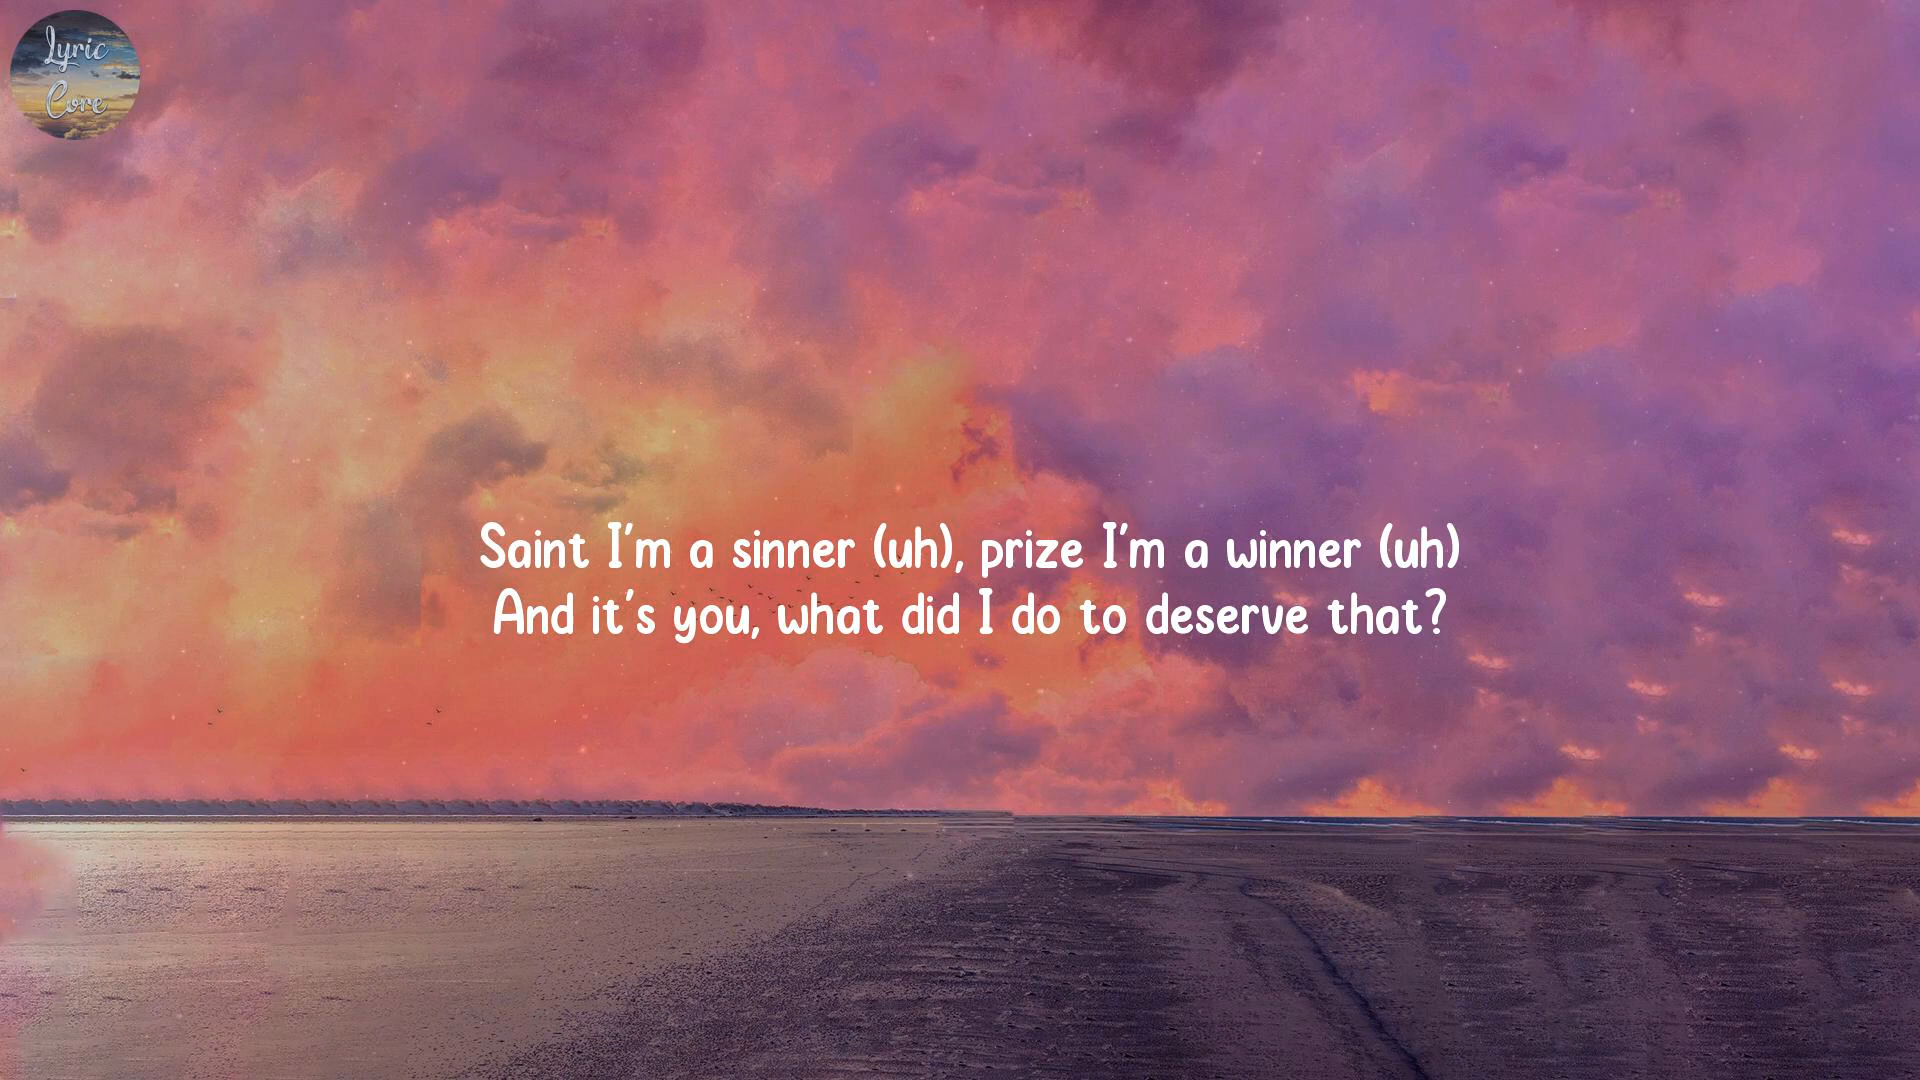 Lyric
Core
Saint I'm a sinner (uh), prize I'm a winner (uh)
And it's you, what did I do to deserve that?